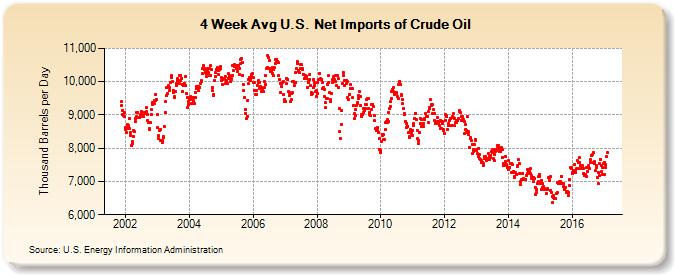 4 Week Avg U.S. Net Imports of Crude Oil
Thousand Barrels per Day
11,000
10,000
9,000
8,000
7,000
6,000
2002 2004 2006 2008 2010 2012 2014 2016
Source: U.S. Energy Information Administration